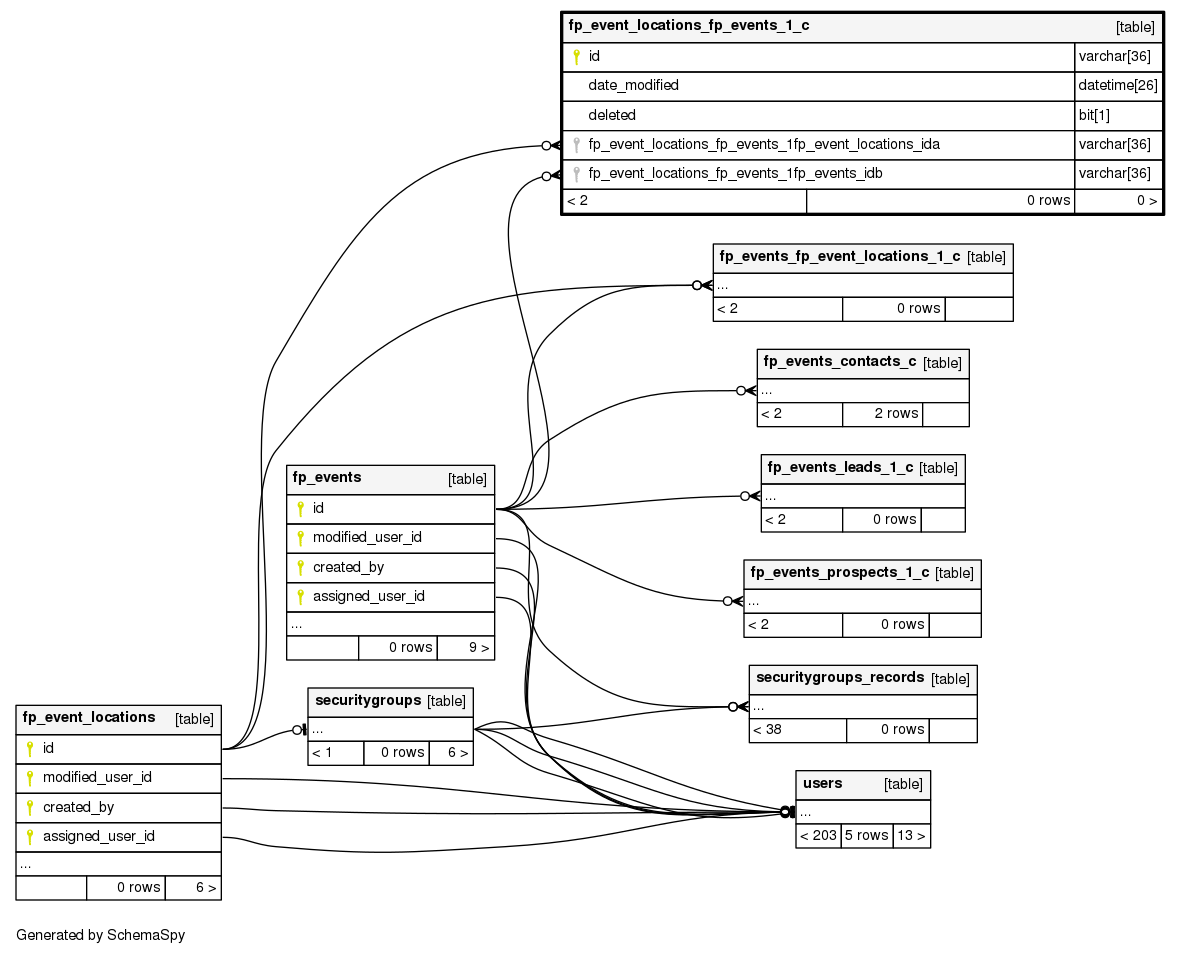 fp_event_locations_fp_events_1_c [table]
id varchar[36]
date_modified datetime[26]
deleted bit[1]
fp_event_locations_fp_events_1fp_event_locations_ida varchar[36]
fp_event_locations_fp_events_1fp_events_idb varchar[36]
< 2 0 rows 0 >
fp_events_fp_event_locations_1_c [table]
...
< 2 0 rows
fp_events_contacts_c [table]
...
< 2 2 rows
fp_events_leads_1_c [table]
...
< 2 0 rows
fp_events [table]
id
modified_user_id
created_by
assigned_user_id
...
0 rows 9 >
fp_events_prospects_1_c [table]
...
< 2 0 rows
securitygroups_records [table]
...
< 38 0 rows
securitygroups [table]
...
< 1 0 rows 6 >
fp_event_locations [table]
id
modified_user_id
created_by
assigned_user_id
...
0 rows 6 >
users [table]
...
< 203 5 rows 13 >
Generated by SchemaSpy